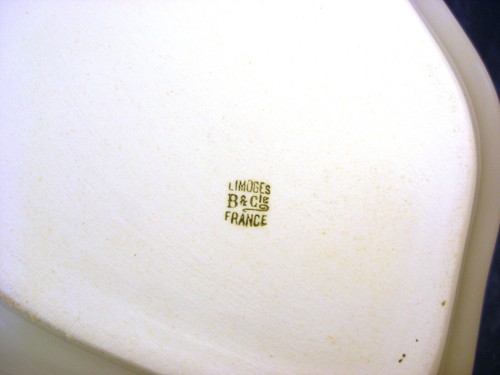 LIMOGES
B & Cie
FRANCE